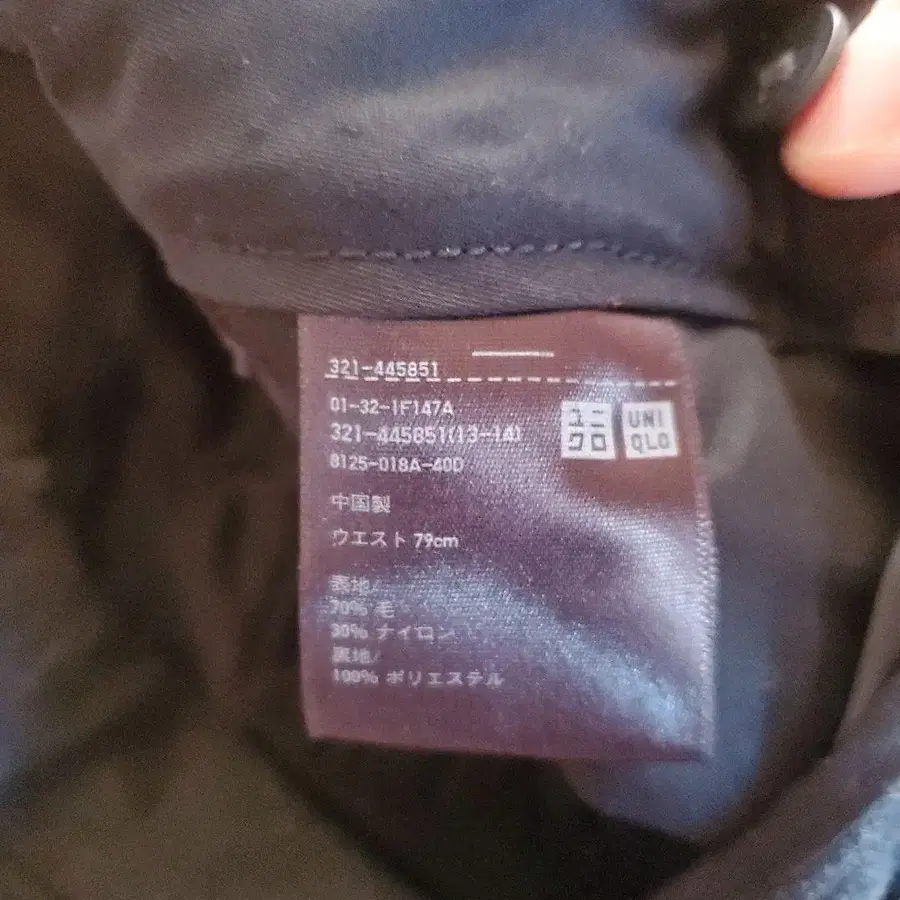 321-445851
01-32-1F147A
321-445851(13-14)
8125-018A-40D
ユニ
クロ
UNI
QLO
中国製
ウエスト 79cm
表地/
70% 毛
30% ナイロン
裏地/
100% ポリエステル